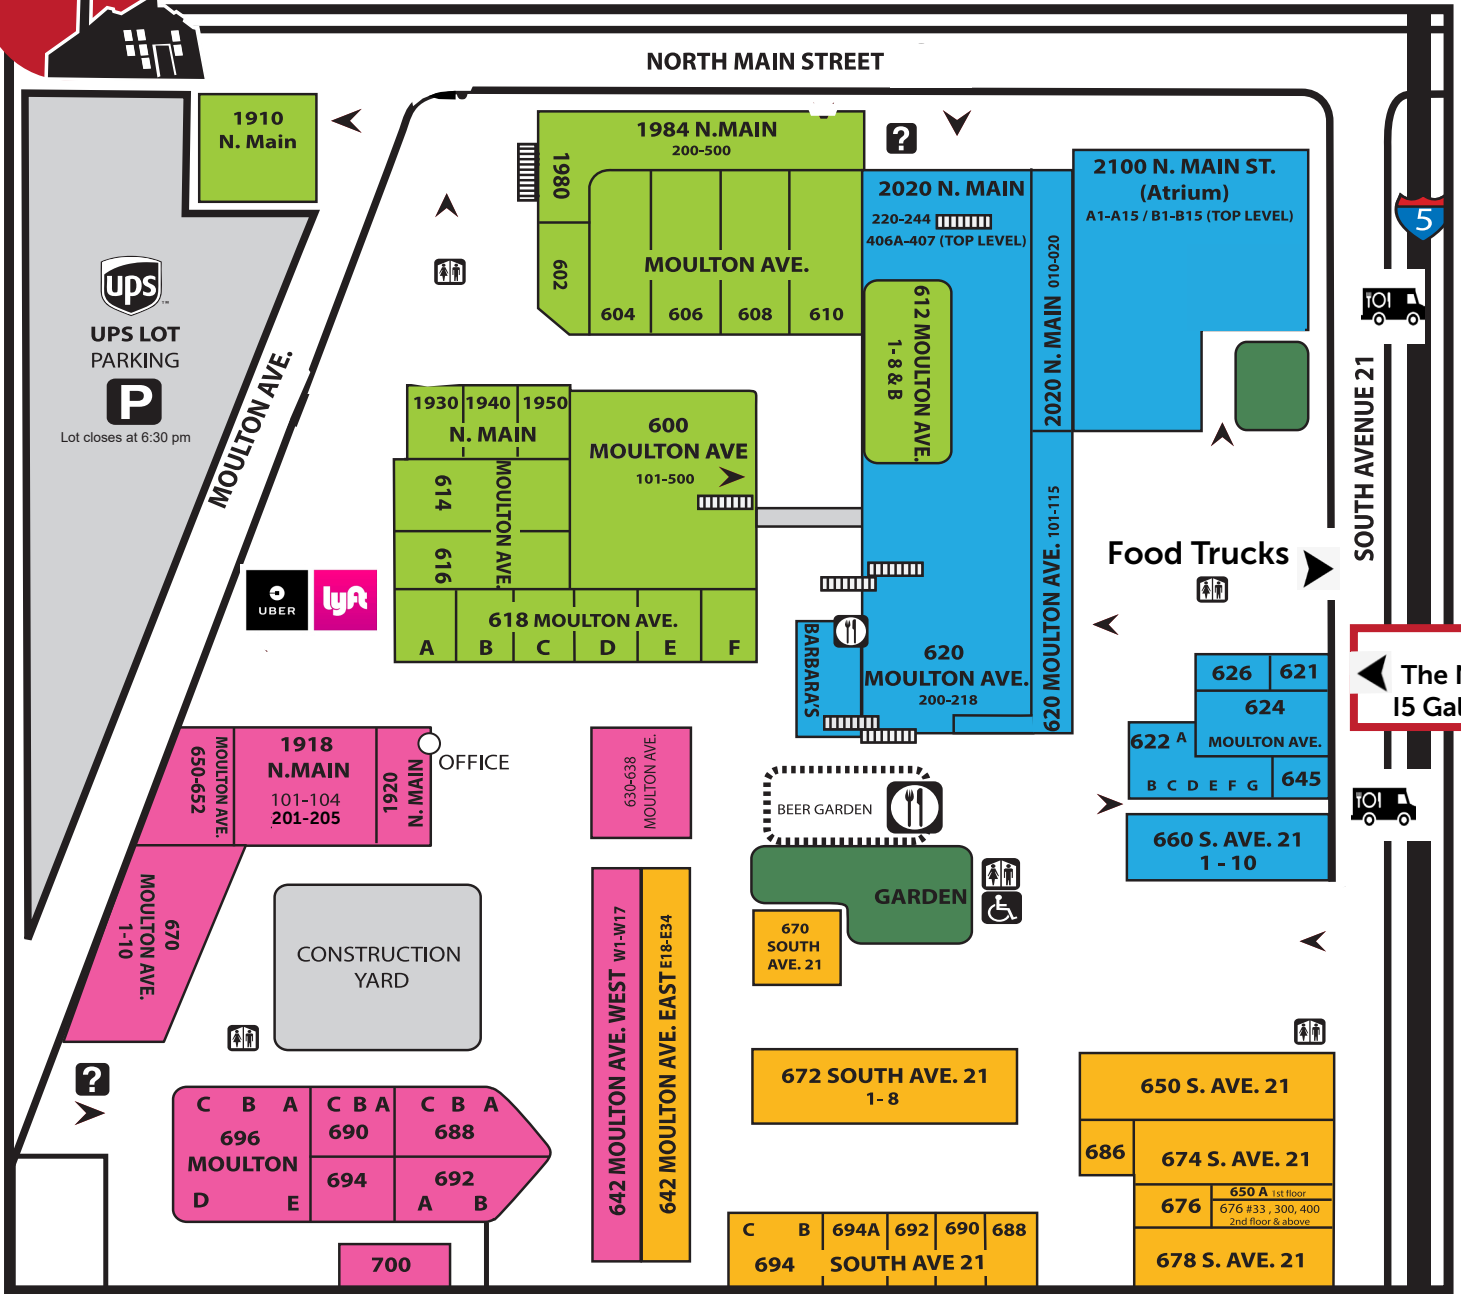 NORTH MAIN STREET
1910
N. Main
1984 N.MAIN
200-500
1980
602
MOULTON AVE.
604
606
608
610
?
2020 N. MAIN
220-244
406A-407 (TOP LEVEL)
2020 N. MAIN 010-020
2100 N. MAIN ST.
(Atrium)
A1-A15 / B1-B15 (TOP LEVEL)
5
612 MOULTON AVE.
1- 8 & B
ups
UPS LOT
PARKING
P
Lot closes at 6:30 pm
MOULTON AVE.
SOUTH AVENUE 21
1930
1940
1950
N. MAIN
600
MOULTON AVE
101-500
614
616
MOULTON AVE.
618 MOULTON AVE.
A
B
C
D
E
F
UBER
lyft
620 MOULTON AVE. 101-115
Food Trucks
BARBARA'S
620
MOULTON AVE.
200-218
626
621
624
MOULTON AVE.
622 A
B C D E F G
645
660 S. AVE. 21
1 - 10
The
I5
650-652
MOULTON AVE.
1918
N.MAIN
101-104
201-205
1920
N. MAIN
OFFICE
630-638
MOULTON AVE.
BEER GARDEN
GARDEN
670
MOULTON AVE.
1-10
CONSTRUCTION
YARD
642 MOULTON AVE. WEST W1-W17
642 MOULTON AVE. EAST E18-E34
670
SOUTH
AVE. 21
672 SOUTH AVE. 21
1- 8
650 S. AVE. 21
686
674 S. AVE. 21
676
650 A 1st floor
676 #33 , 300, 400
2nd floor & above
678 S. AVE. 21
?
C B A
696
MOULTON
D E
C B A
690
694
C B A
688
692
A B
700
C B
694
694A
692
690
688
SOUTH AVE 21